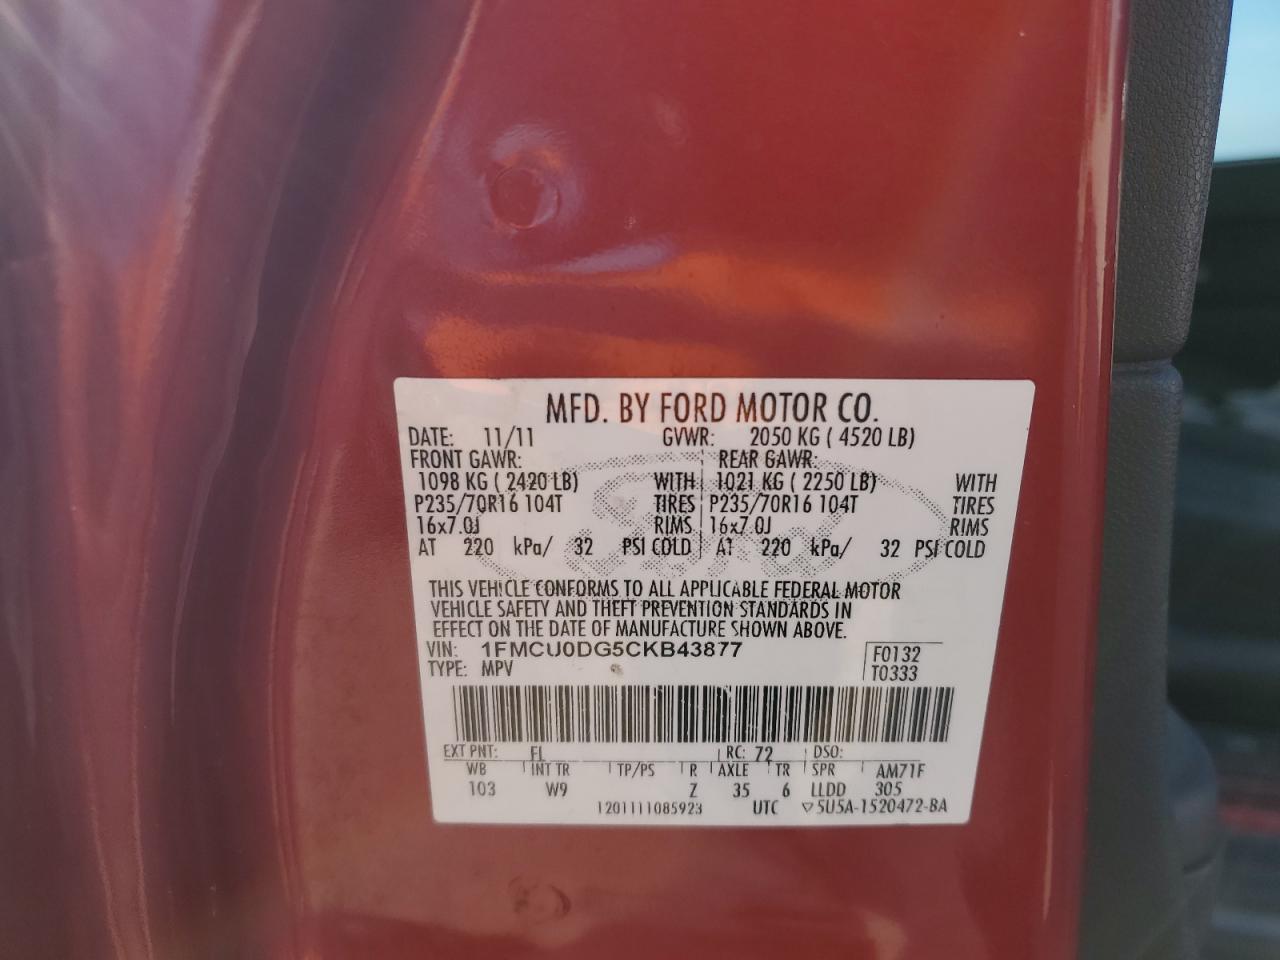 MFD. BY FORD MOTOR CO.
DATE: 11/11 GVWR: 2050 KG ( 4520 LB)
FRONT GAWR: REAR GAWR:
1098 KG ( 2420 LB) WITH 1021 KG ( 2250 LB) WITH
P235/70R16 104T TIRES P235/70R16 104T TIRES
16x7.0J RIMS 16x7.0J RIMS
AT 220 kPa/ 32 PSI COLD AT 220 kPa/ 32 PSI COLD
Ford
THIS VEHICLE CONFORMS TO ALL APPLICABLE FEDERAL MOTOR
VEHICLE SAFETY AND THEFT PREVENTION STANDARDS IN
EFFECT ON THE DATE OF MANUFACTURE SHOWN ABOVE.
VIN: 1FMCU0DG5CKB43877 F0132
TYPE: MPV T0333
EXT PNT: FL RC: 72 DSO:
WB INT TR TP/PS R AXLE TR SPR AM71F
103 W9 Z 35 6 LLDD 305
1201111085923 UTC ▽5U5A-1520472-BA